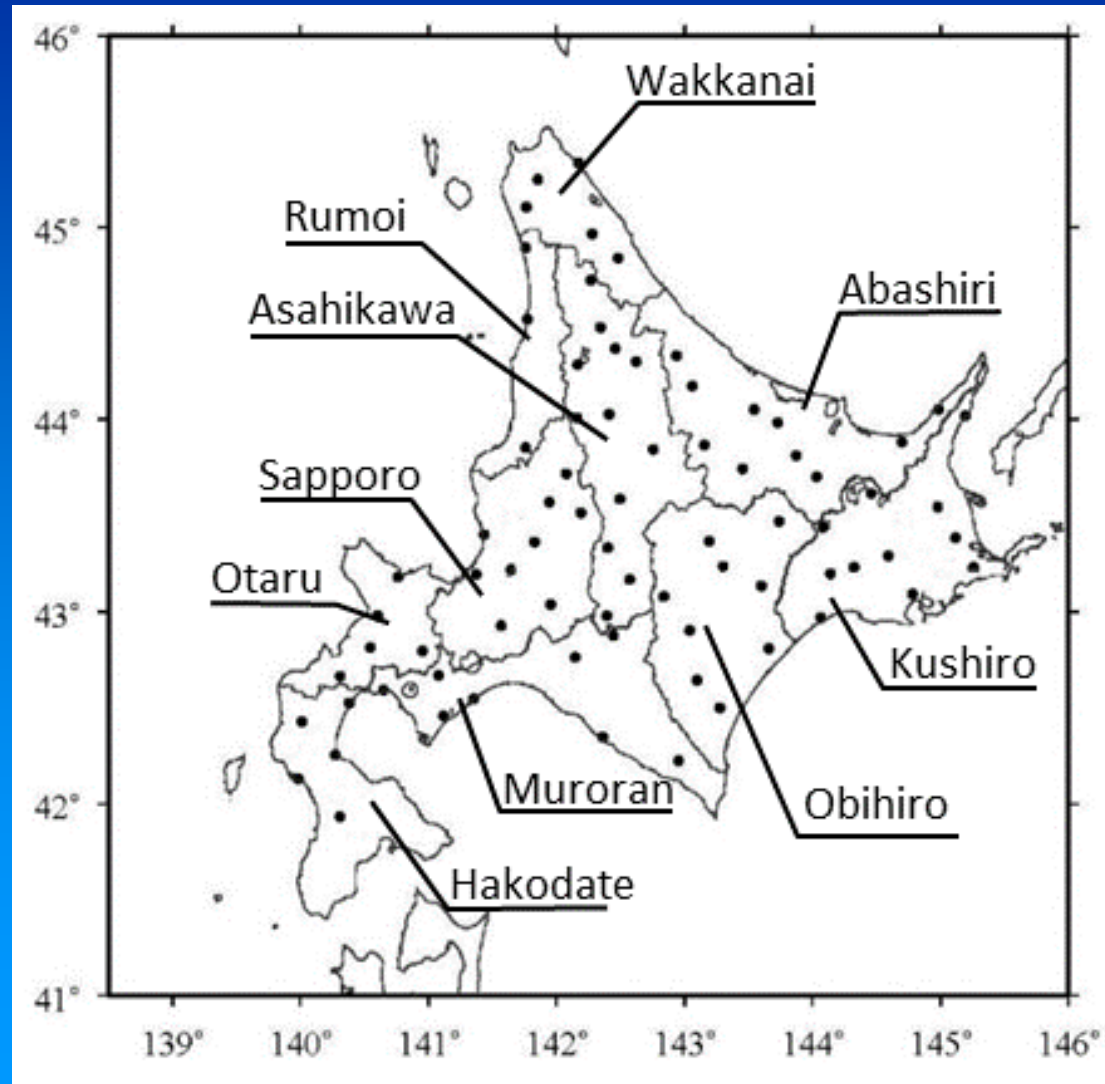 46°
Wakkanai
Rumoi
45°
Abashiri
Asahikawa
44°
Sapporo
Otaru
43°
Kushiro
Muroran
Obihiro
42°
Hakodate
41°
139° 140° 141° 142° 143° 144° 145° 146°